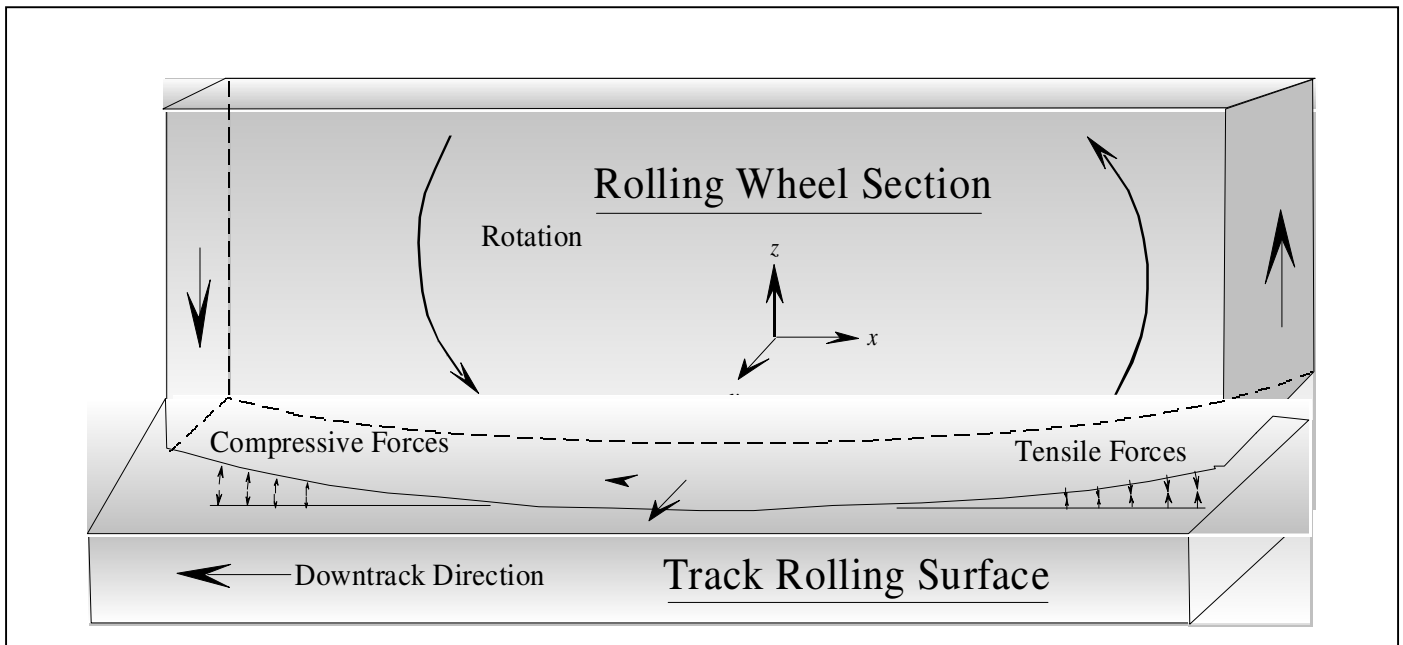 Rolling Wheel Section
Rotation
z
x
Compressive Forces
Tensile Forces
Downtrack Direction
Track Rolling Surface